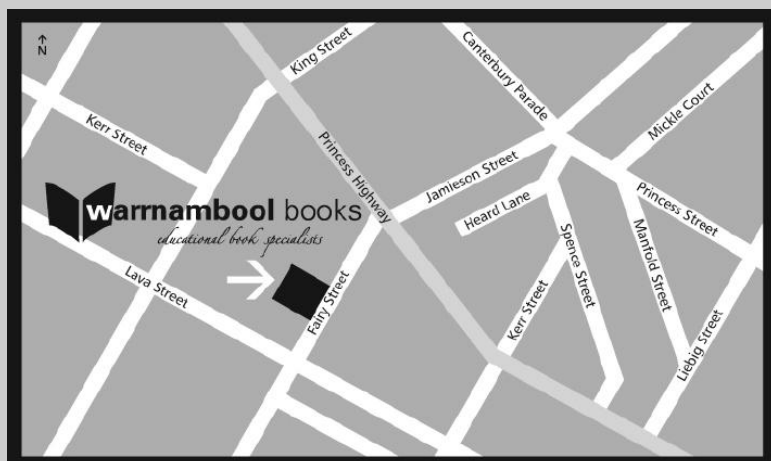 N
King Street
Canterbury Parade
Mickle Court
Kerr Street
Princess Highway
Jamieson Street
warrnambool books
educational book specialists
Heard Lane
Princess Street
Spence Street
Manfold Street
Lava Street
Fairy Street
Kerr Street
Liebig street